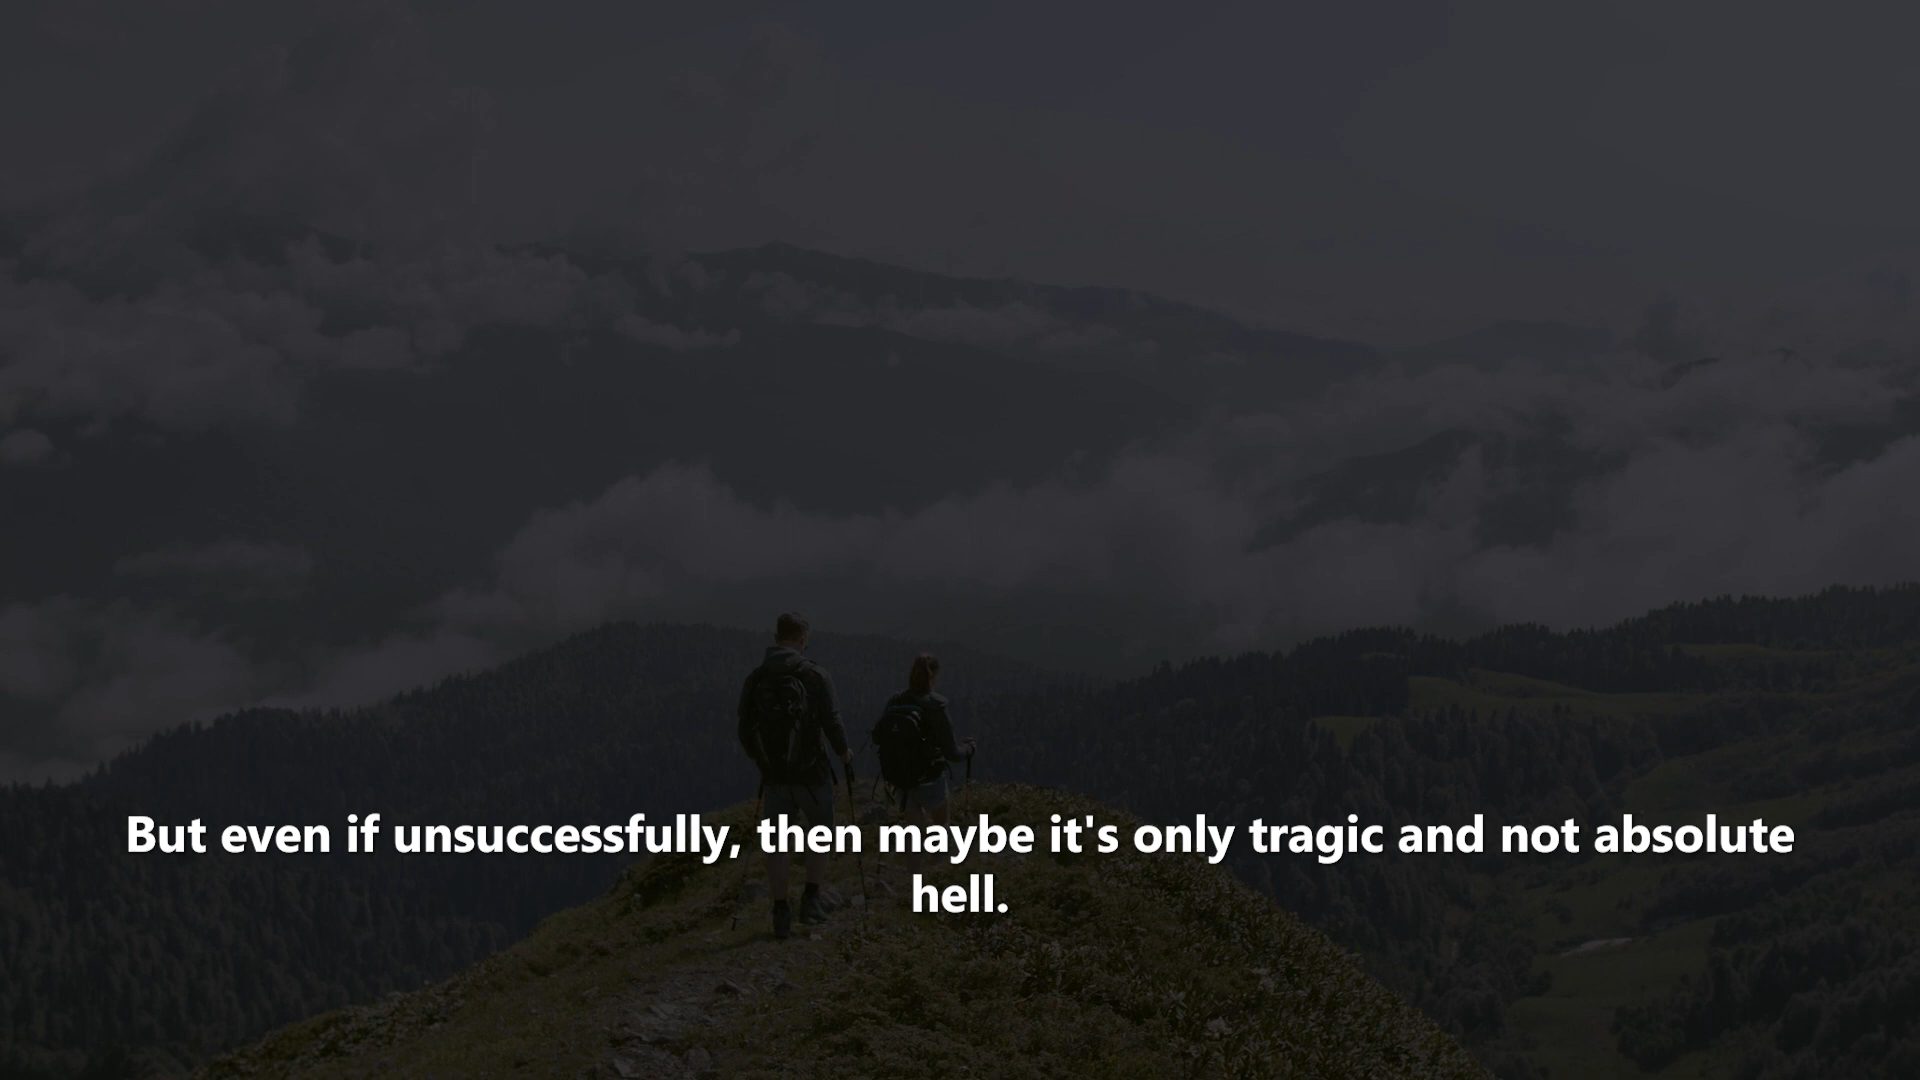 But even if unsuccessfully, then maybe it's only tragic and not absolute
hell.